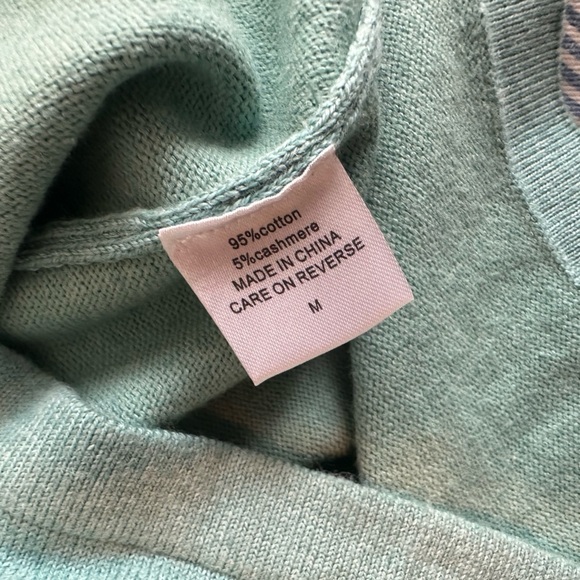 95%cotton
5%cashmere
MADE IN CHINA
CARE ON REVERSE
M